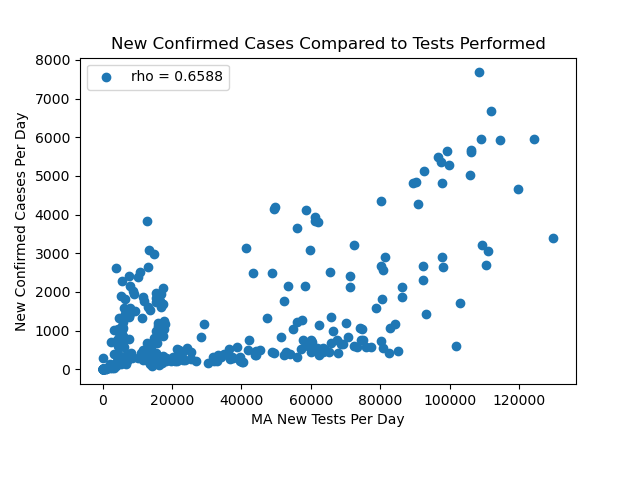 New Confirmed Cases Compared to Tests Performed
rho = 0.6588
New Confirmed Caeses Per Day
8000
7000
6000
5000
4000
3000
2000
1000
0
0 20000 40000 60000 80000 100000 120000
MA New Tests Per Day